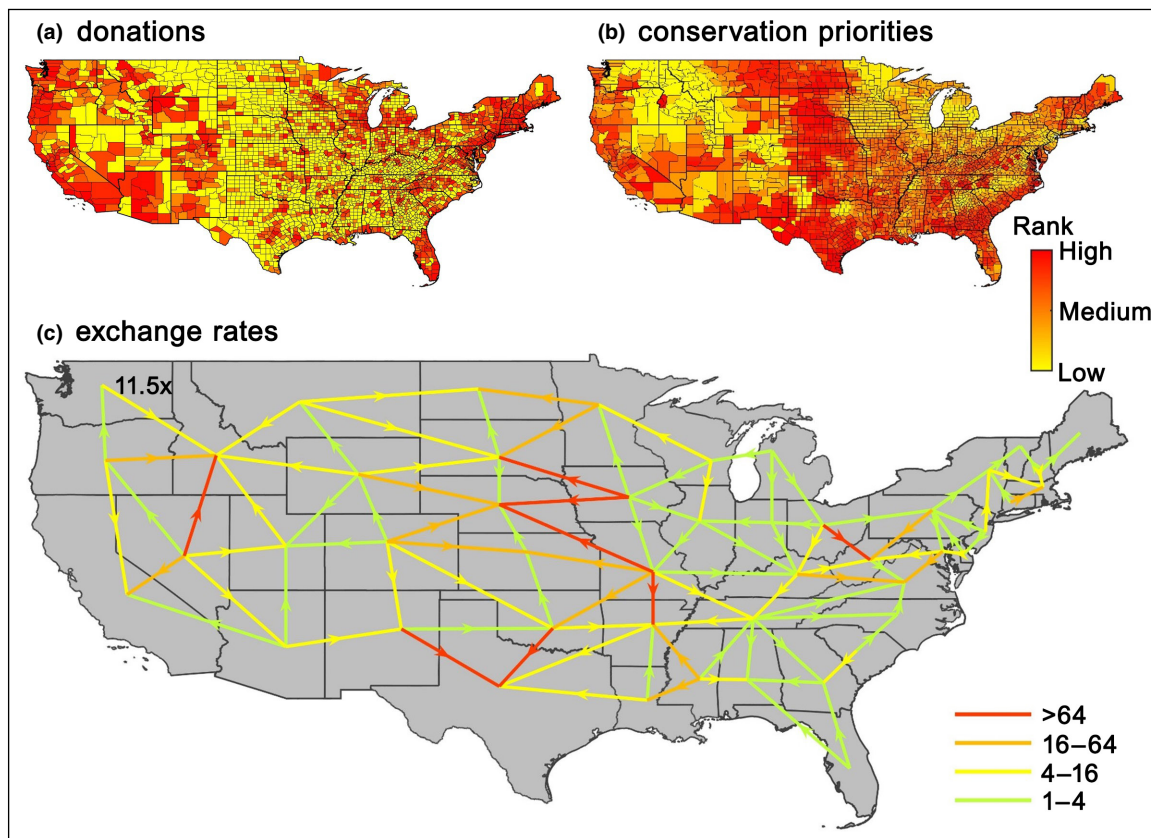 (a) donations
(b) conservation priorities
Rank
High
Medium
Low
(c) exchange rates
11.5x
>64
16–64
4–16
1–4